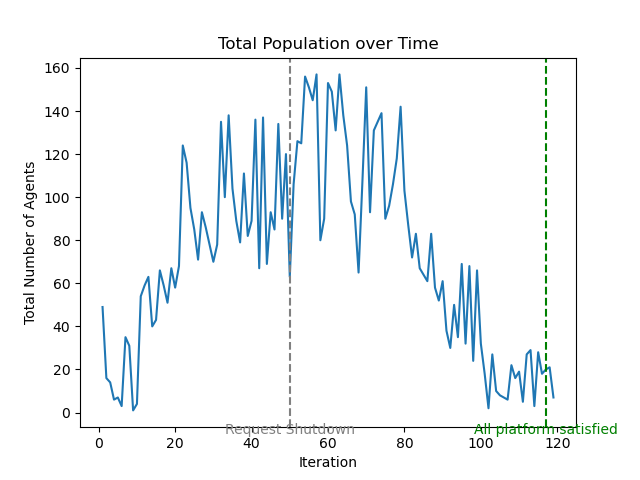 Total Population over Time
Total Number of Agents
160
140
120
100
80
60
40
20
0
0 20 40 60 80 100 120
Request Shutdown
All platform satisfied
Iteration